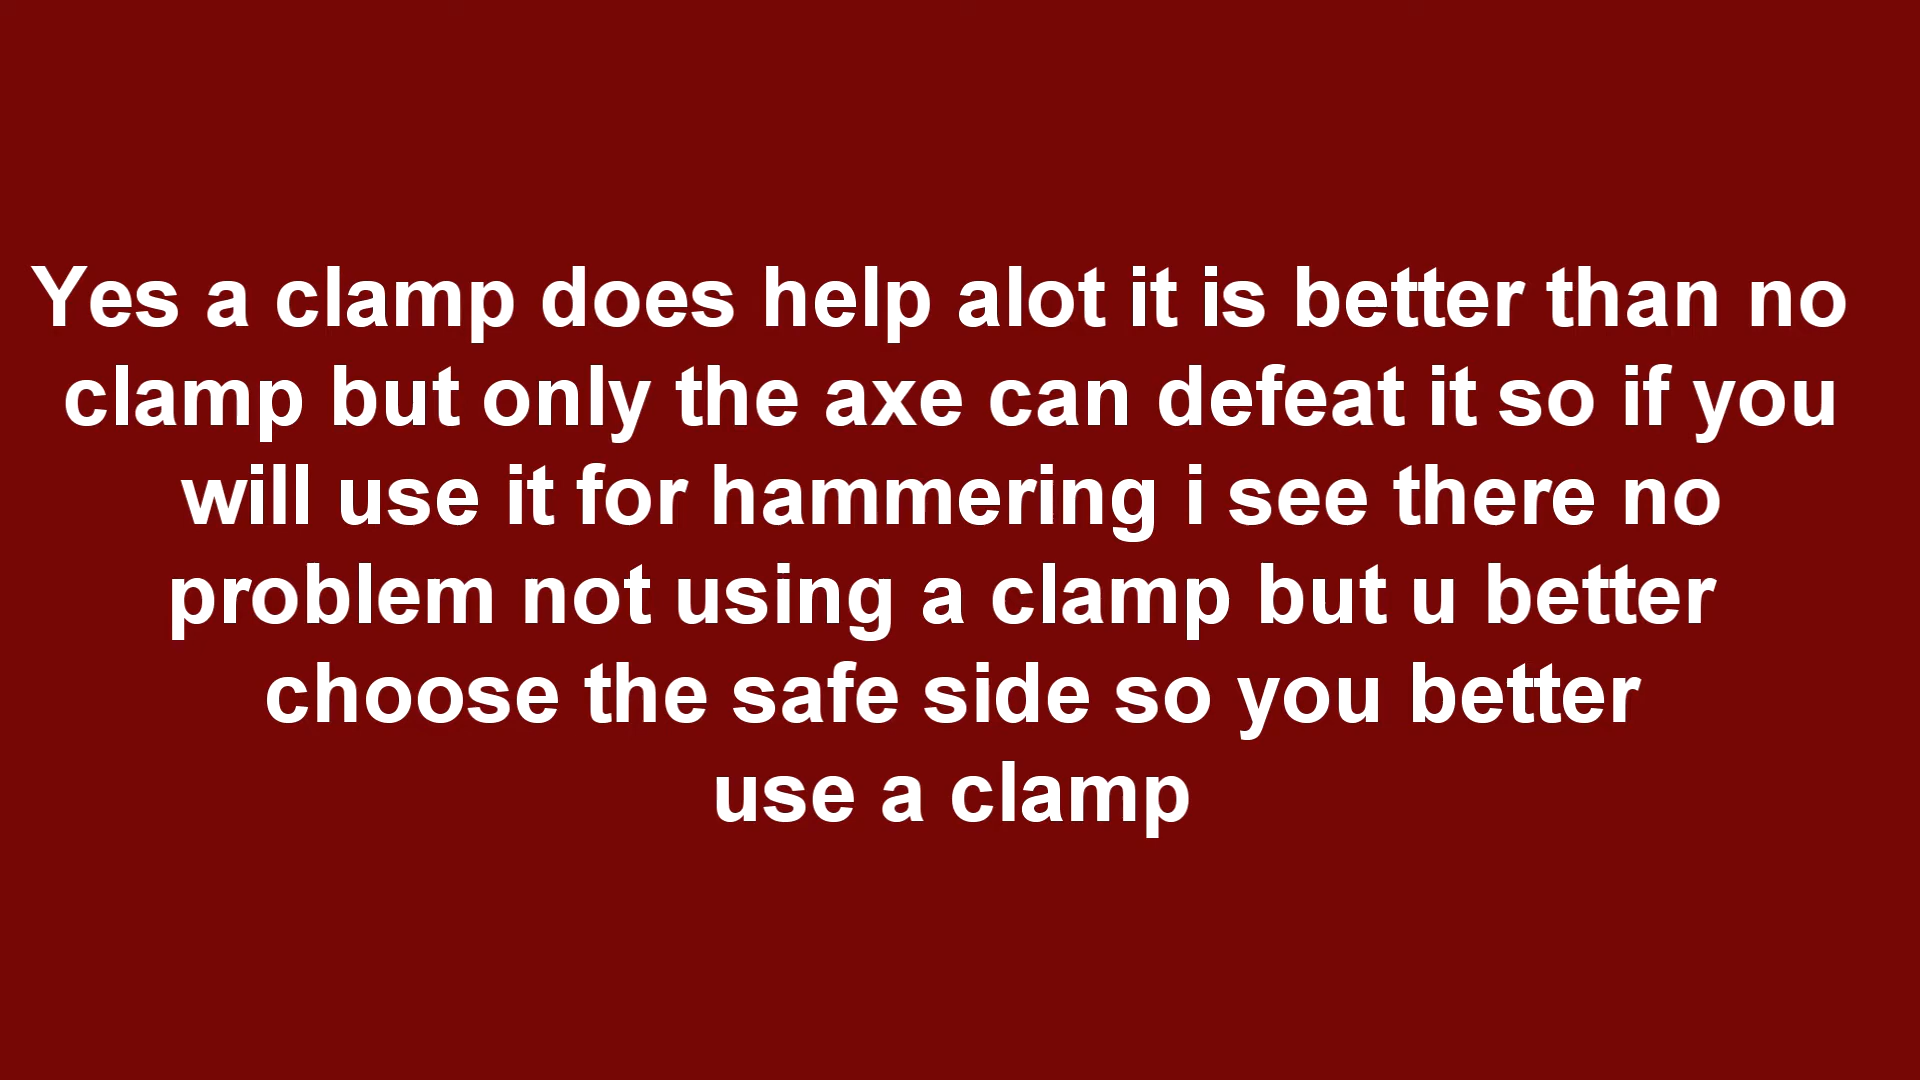 Yes a clamp does help alot it is better than no
clamp but only the axe can defeat it so if you
will use it for hammering i see there no
problem not using a clamp but u better
choose the safe side so you better
use a clamp